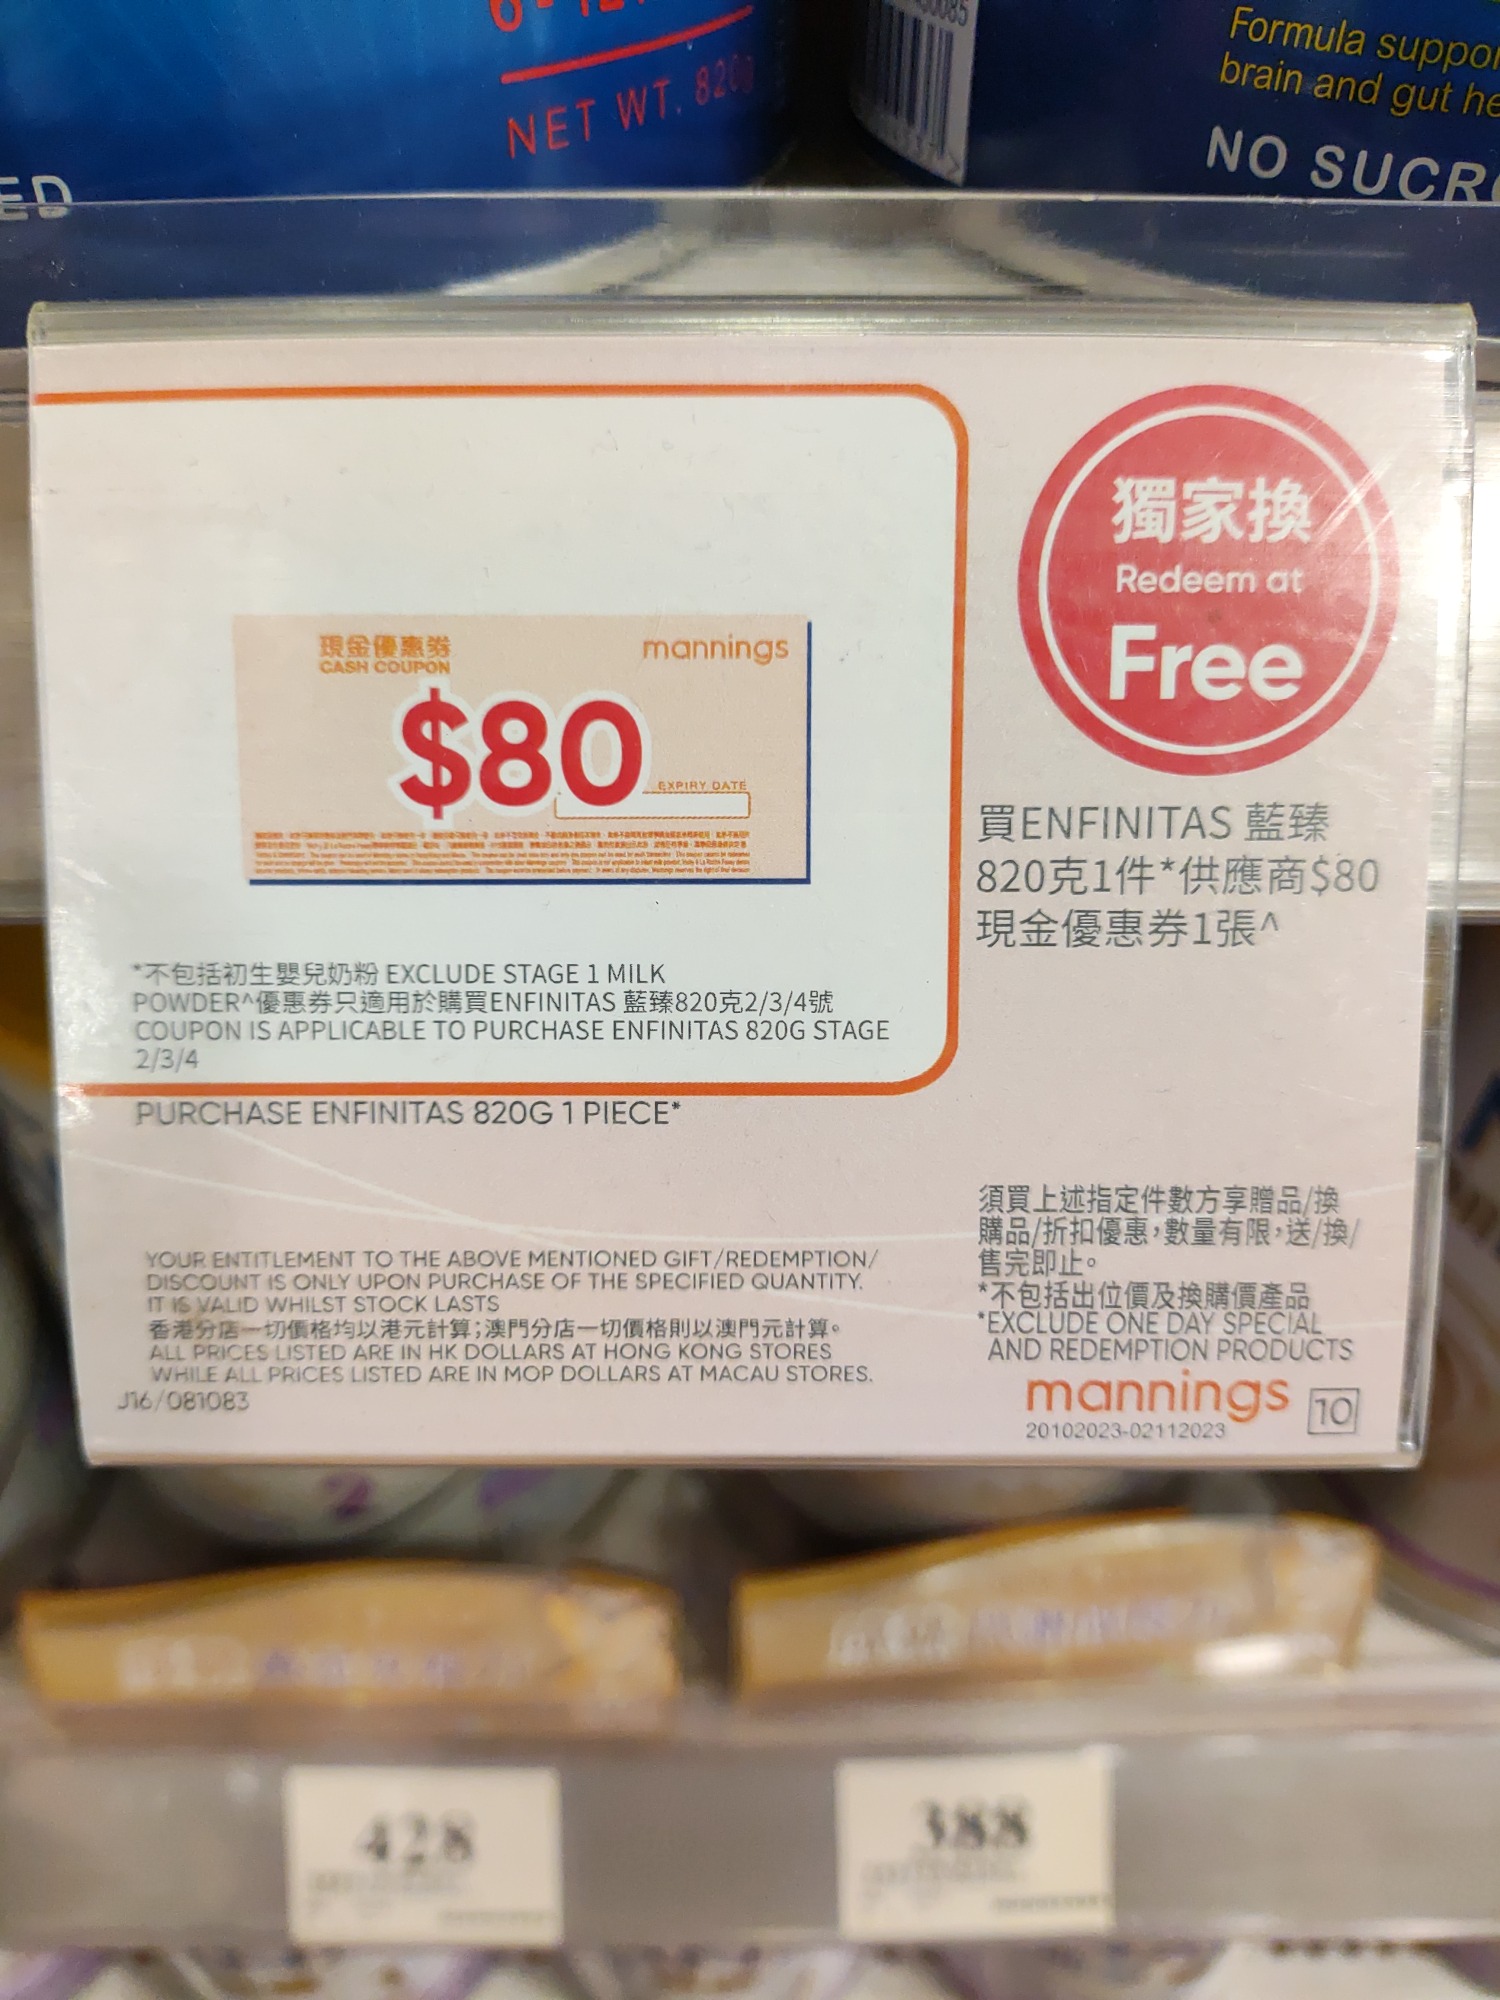 NET WT. 820g
ED
Formula
brain and gut
NO
獨家換
Redeem at
Free
現金優惠券
CASH COUPON
mannings
$80
EXPIRY DATE
買ENFINITAS 藍臻
820克1件*供應商$80
現金優惠券1張^
*不包括初生嬰兒奶粉 EXCLUDE STAGE 1 MILK
POWDER^優惠券只適用於購買ENFINITAS 藍臻820克2/3/4號
COUPON IS APPLICABLE TO PURCHASE ENFINITAS 820G STAGE
2/3/4
PURCHASE ENFINITAS 820G 1 PIECE*
YOUR ENTITLEMENT TO THE ABOVE MENTIONED GIFT/REDEMPTION/
DISCOUNT IS ONLY UPON PURCHASE OF THE SPECIFIED QUANTITY.
IT IS VALID WHILST STOCK LASTS
香港分店一切價格均以港元計算;澳門分店一切價格則以澳門元計算。
ALL PRICES LISTED ARE IN HK DOLLARS AT HONG KONG STORES
WHILE ALL PRICES LISTED ARE IN MOP DOLLARS AT MACAU STORES.
J16/081083
須買上述指定件數方享贈品/換
購品/折扣優惠,數量有限,送/換/
售完即止。
*不包括出位價及換購價產品
*EXCLUDE ONE DAY SPECIAL
AND REDEMPTION PRODUCTS
mannings 10
20102023-02112023
2
428
388